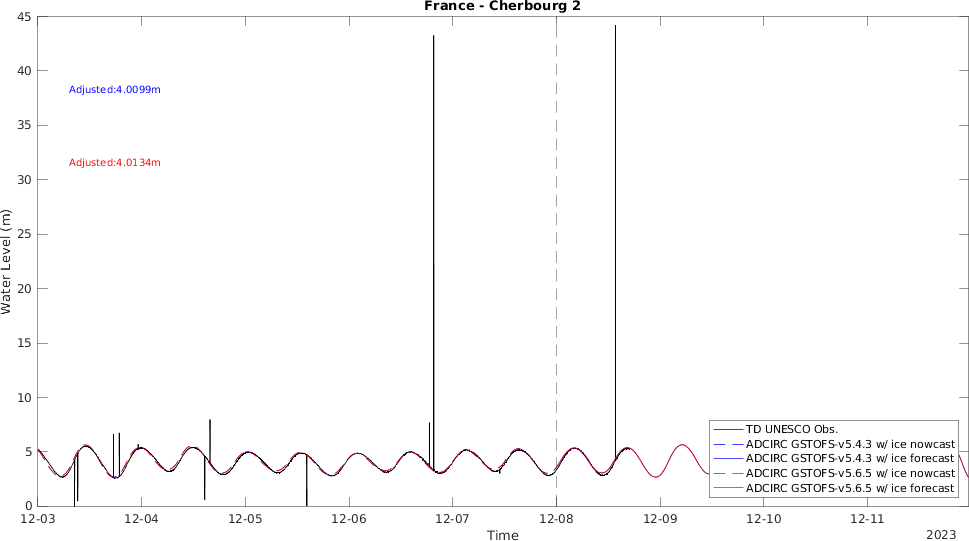 France - Cherbourg 2
45
40
35
30
25
20
15
10
5
0
Water Level (m)
Adjusted:4.0099m
Adjusted:4.0134m
TD UNESCO Obs.
ADCIRC GSTOFS-v5.4.3 w/ ice nowcast
ADCIRC GSTOFS-v5.4.3 w/ ice forecast
ADCIRC GSTOFS-v5.6.5 w/ ice nowcast
ADCIRC GSTOFS-v5.6.5 w/ ice forecast
12-03 12-04 12-05 12-06 12-07 12-08 12-09 12-10 12-11
Time
2023